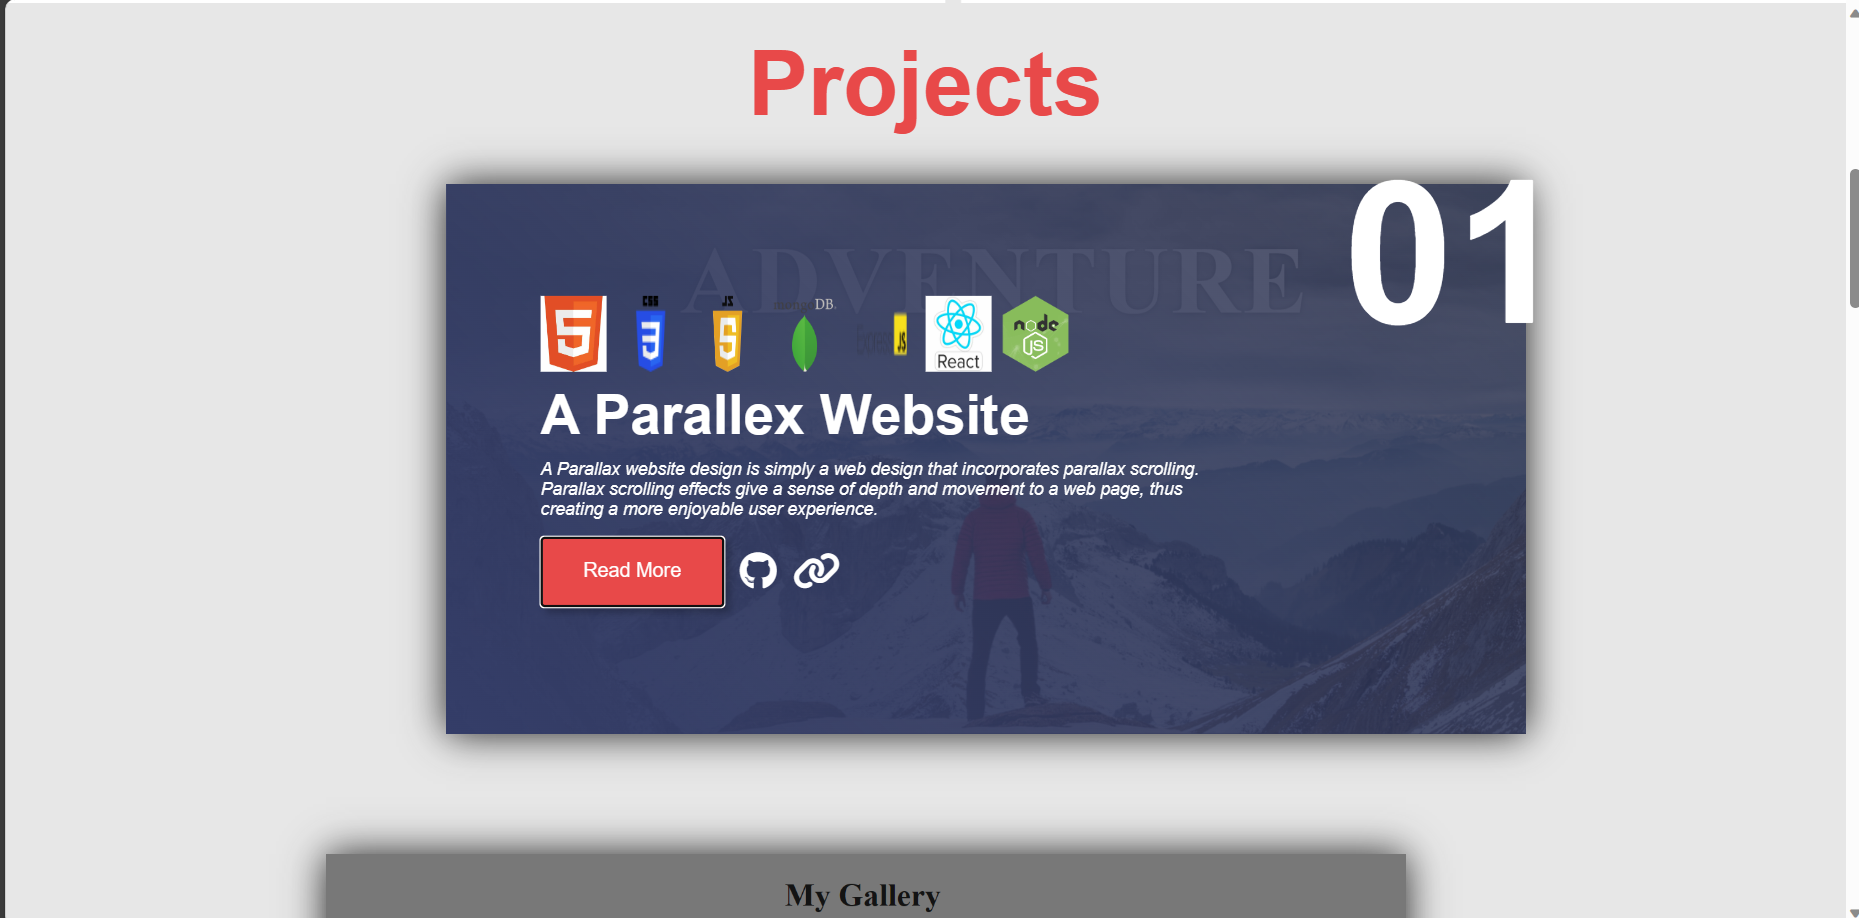 Projects
01
ADVENTURE
CSS
JS
DB.
JS
React
node
JS
A Parallex Website
A Parallax website design is simply a web design that incorporates parallax scrolling.
Parallax scrolling effects give a sense of depth and movement to a web page, thus
creating a more enjoyable user experience.
Read More
My Gallery